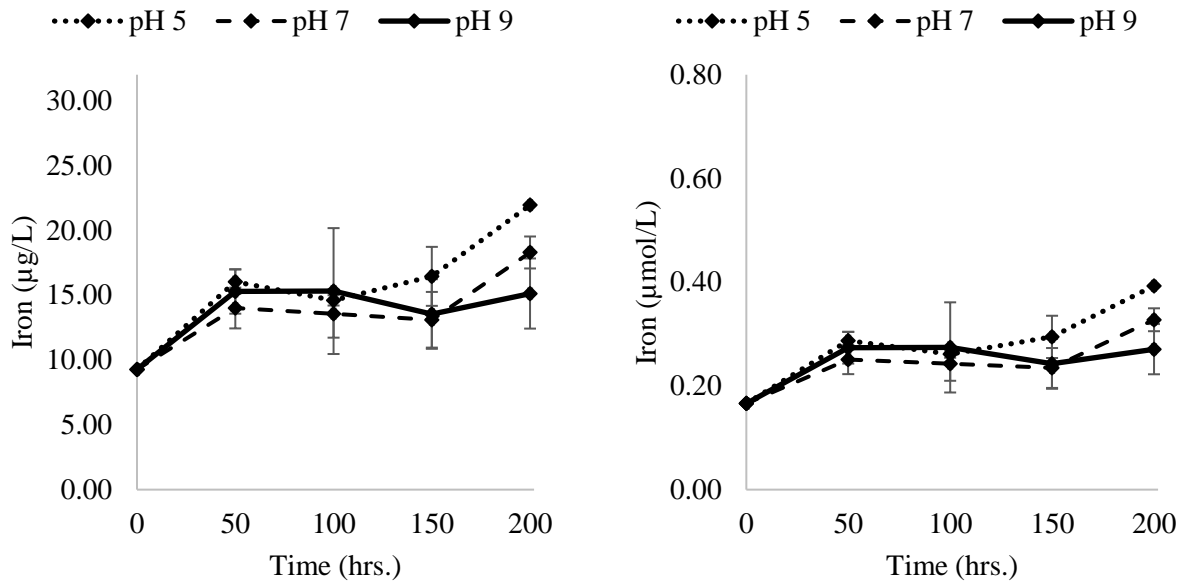 pH 5 pH 7 pH 9
30.00
25.00
20.00
15.00
10.00
5.00
0.00
Iron (µg/L)
0 50 100 150 200
Time (hrs.)
pH 5 pH 7 pH 9
0.80
0.60
0.40
0.20
0.00
Iron (µmol/L)
0 50 100 150 200
Time (hrs.)